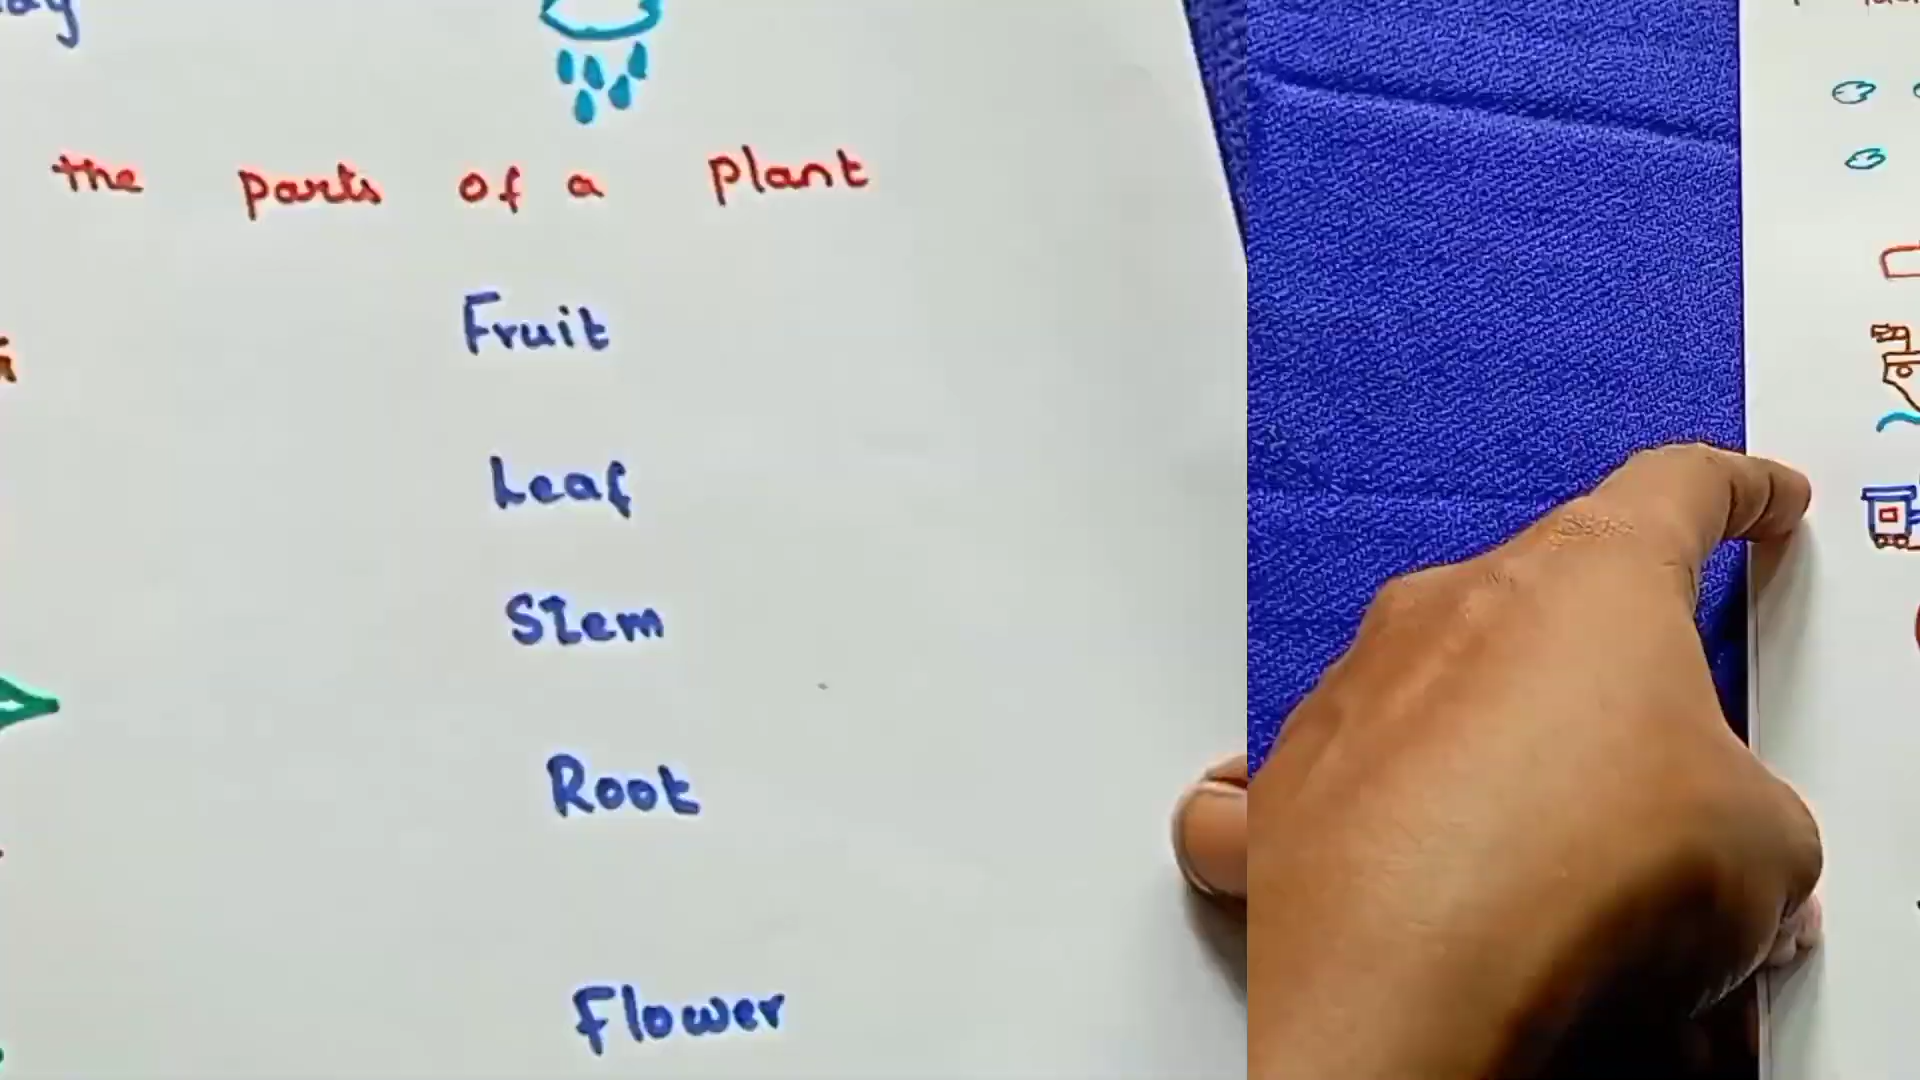 the parts of a plant
Fruit
Leaf
Stem
Root
Flower